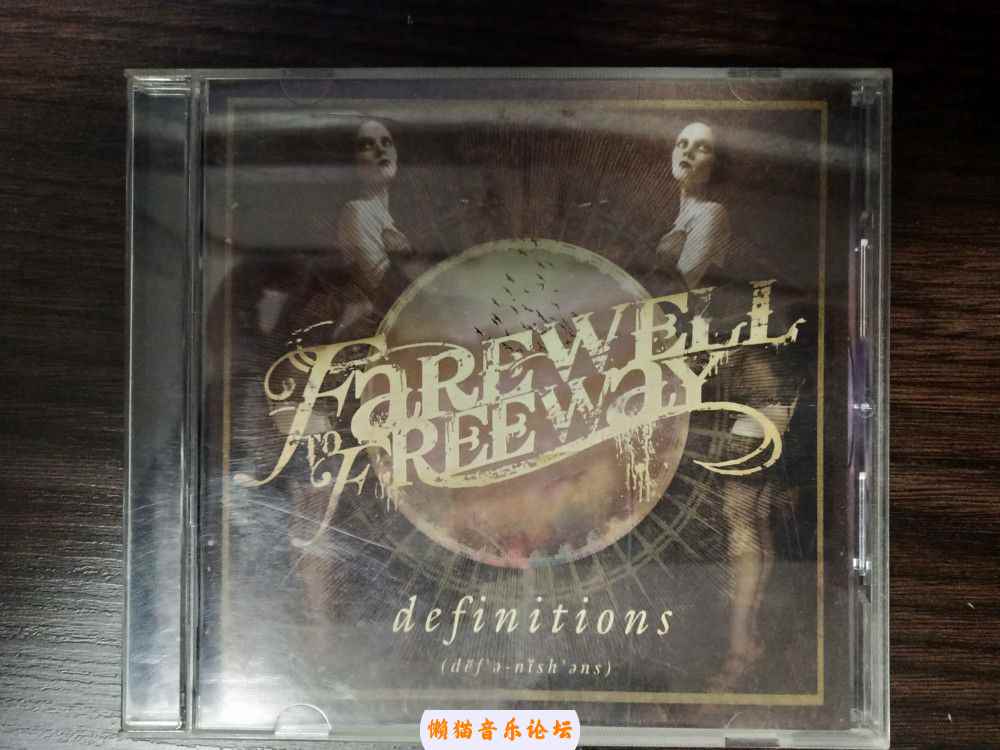 FAREWELL
TO FREEWAY
definitions
(dĕf'ə-nĭsh'əns)
懒猫音乐论坛